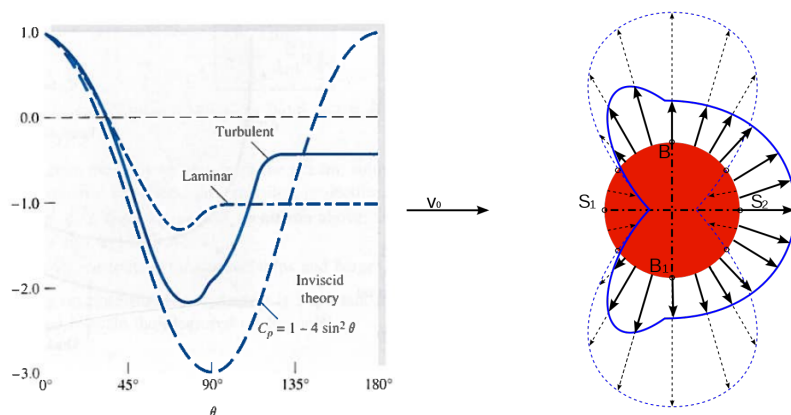 1.0
0.0
Turbulent
Laminar
-1.0
-2.0
Inviscid
theory
C_p = 1 – 4 sin² θ
-3.0
0°
45°
90°
135°
180°
θ
V₀
B
S₁
S₂
B₁